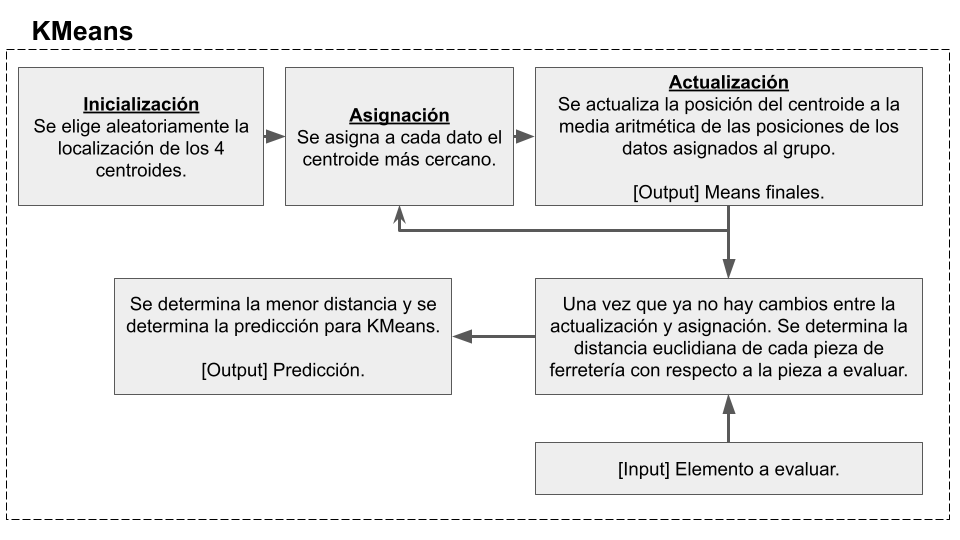 KMeans
Inicialización
Se elige aleatoriamente la
localización de los 4
centroides.
Asignación
Se asigna a cada dato el
centroide más cercano.
Actualización
Se actualiza la posición del centroide a la
media aritmética de las posiciones de los
datos asignados al grupo.
[Output] Means finales.
Se determina la menor distancia y se
determina la predicción para KMeans.
[Output] Predicción.
Una vez que ya no hay cambios entre la
actualización y asignación. Se determina la
distancia euclidiana de cada pieza de
ferretería con respecto a la pieza a evaluar.
[Input] Elemento a evaluar.